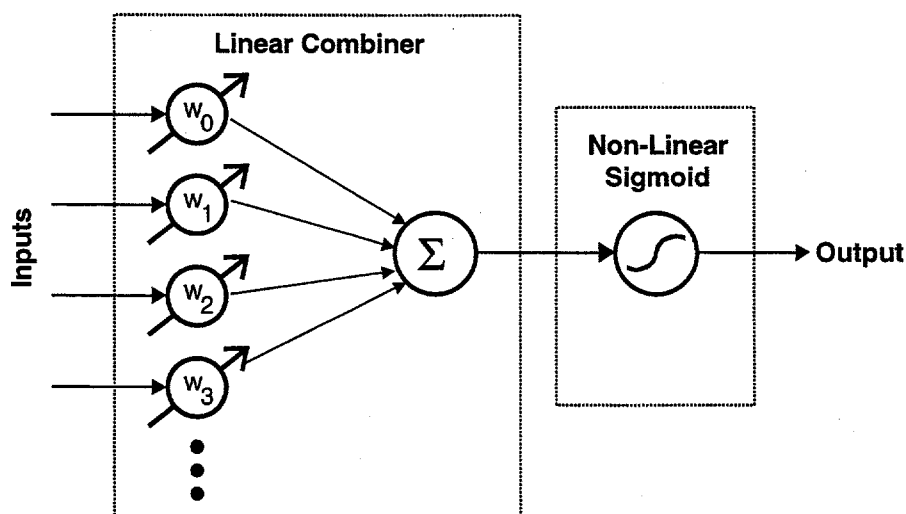 Linear Combiner
Inputs
w0
w1
w2
w3
Σ
Non-Linear
Sigmoid
Output